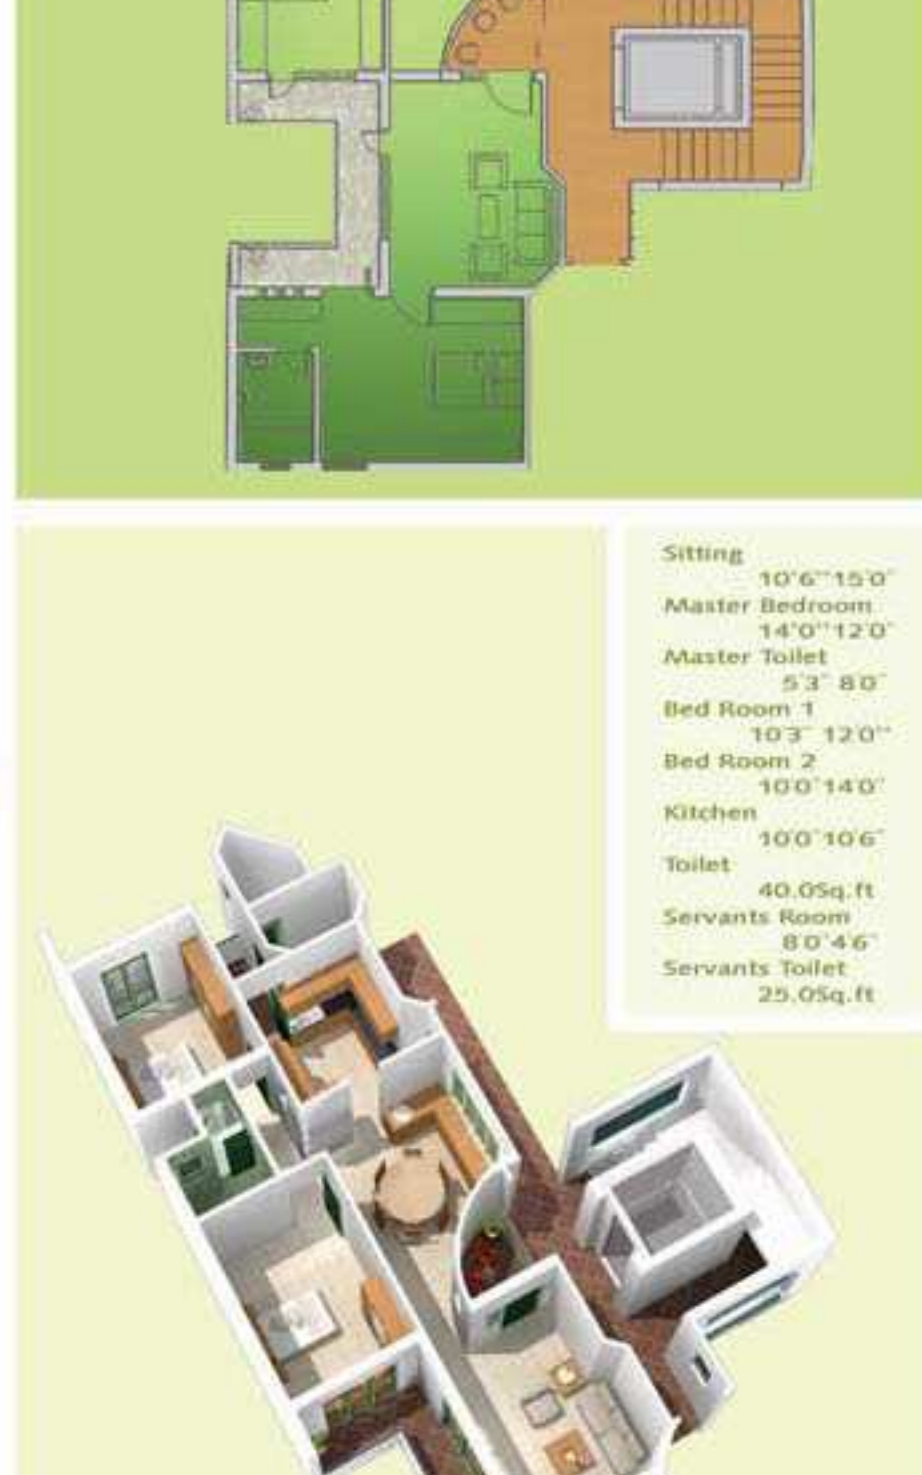 Sitting
10'6"*15'0"
Master Bedroom
14'0"*12'0"
Master Toilet
5'3" 8'0"
Bed Room 1
10'3" 12'0"
Bed Room 2
10'0"14'0"
Kitchen
10'0"10'6"
Toilet
40.0Sq.ft
Servants Room
8'0"4'6"
Servants Toilet
25.0Sq.ft